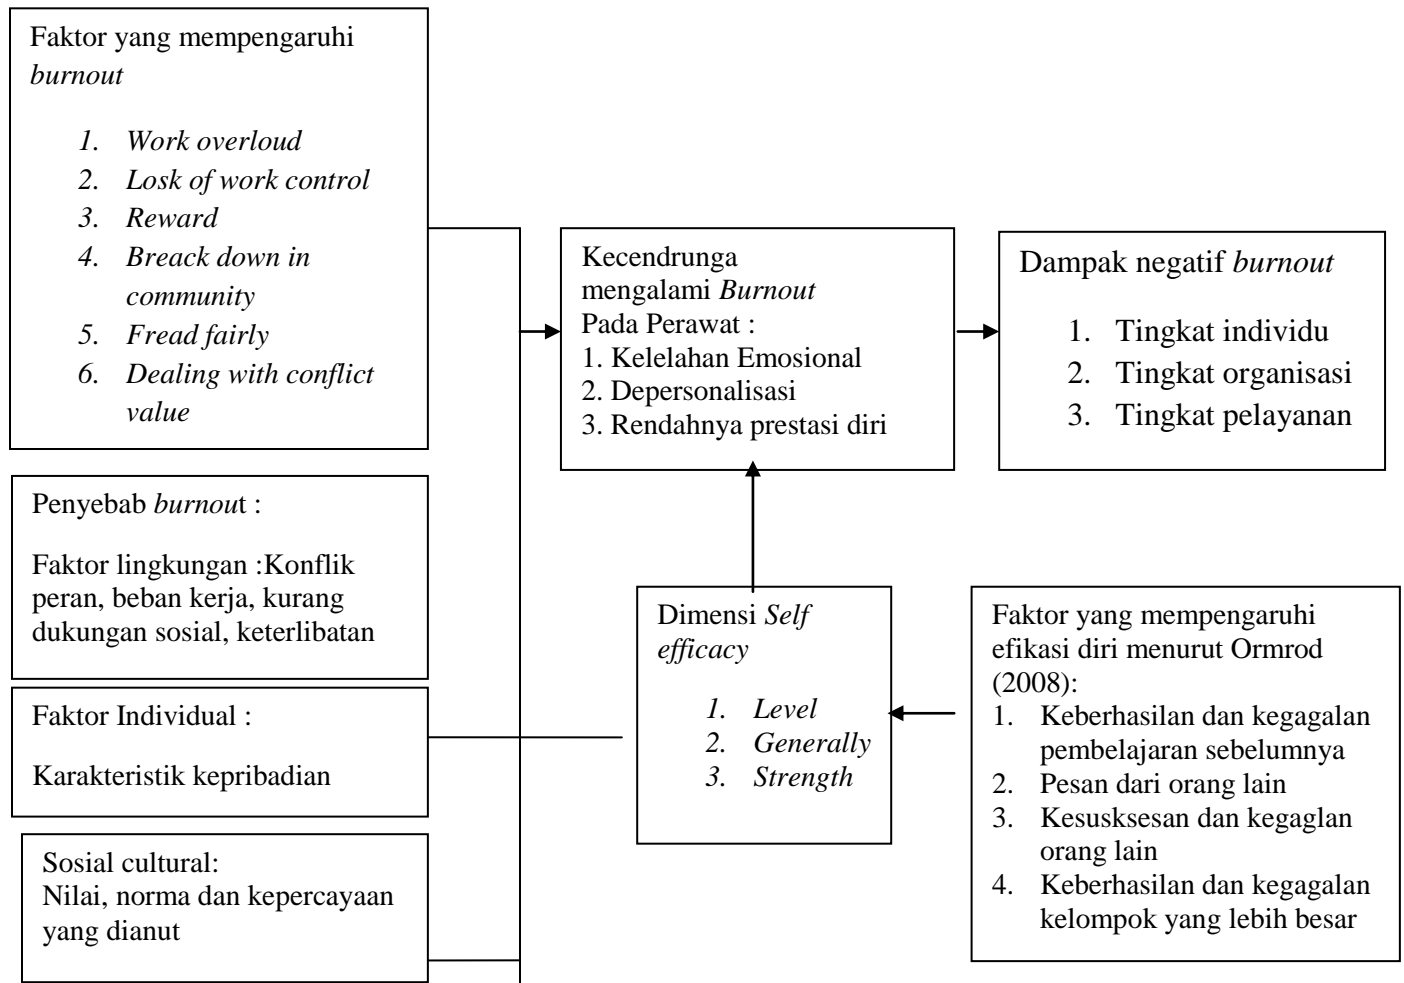 Faktor yang mempengaruhi
burnout
1. Work overloud
2. Losk of work control
3. Reward
4. Breack down in
community
5. Fread fairly
6. Dealing with conflict
value
Penyebab burnout :
Faktor lingkungan :Konflik
peran, beban kerja, kurang
dukungan sosial, keterlibatan
Faktor Individual :
Karakteristik kepribadian
Sosial cultural:
Nilai, norma dan kepercayaan
yang dianut
Kecendrunga
mengalami Burnout
Pada Perawat :
1. Kelelahan Emosional
2. Depersonalisasi
3. Rendahnya prestasi diri
Dampak negatif burnout
1. Tingkat individu
2. Tingkat organisasi
3. Tingkat pelayanan
Dimensi Self
efficacy
1. Level
2. Generally
3. Strength
Faktor yang mempengaruhi
efikasi diri menurut Ormrod
(2008):
1. Keberhasilan dan kegagalan
pembelajaran sebelumnya
2. Pesan dari orang lain
3. Kesusksesan dan kegaglan
orang lain
4. Keberhasilan dan kegagalan
kelompok yang lebih besar